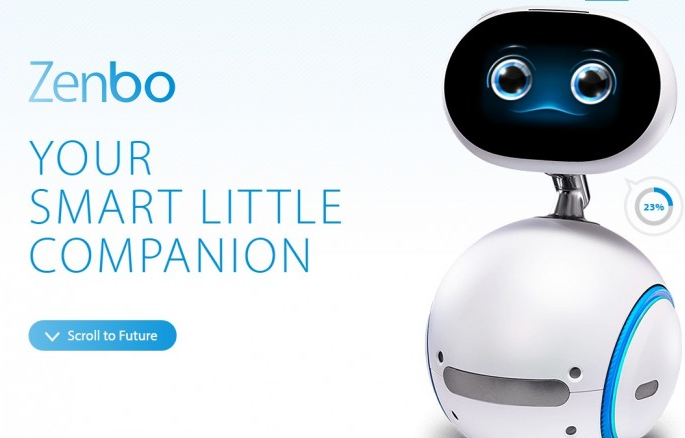 Zenbo
YOUR
SMART LITTLE
COMPANION
23%
Scroll to Future